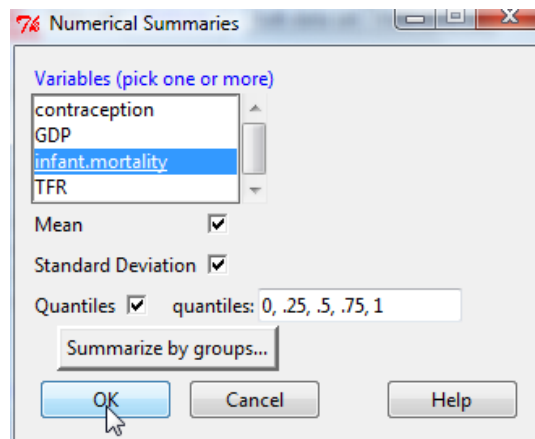 Numerical Summaries
Variables (pick one or more)
contraception
GDP
infant.mortality
TFR
Mean
Standard Deviation
Quantiles quantiles: 0, .25, .5, .75, 1
Summarize by groups...
OK Cancel Help